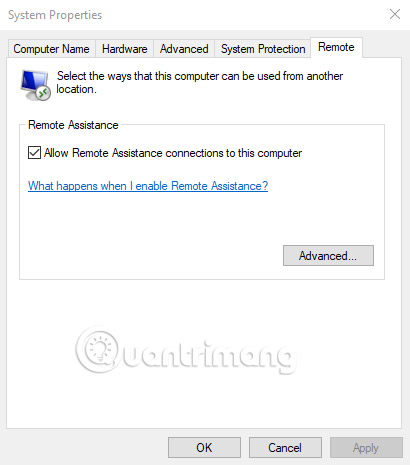 System Properties
Computer Name
Hardware
Advanced
System Protection
Remote
Select the ways that this computer can be used from another
location.
Remote Assistance
Allow Remote Assistance connections to this computer
What happens when I enable Remote Assistance?
Advanced...
Quantrimang
OK
Cancel
Apply